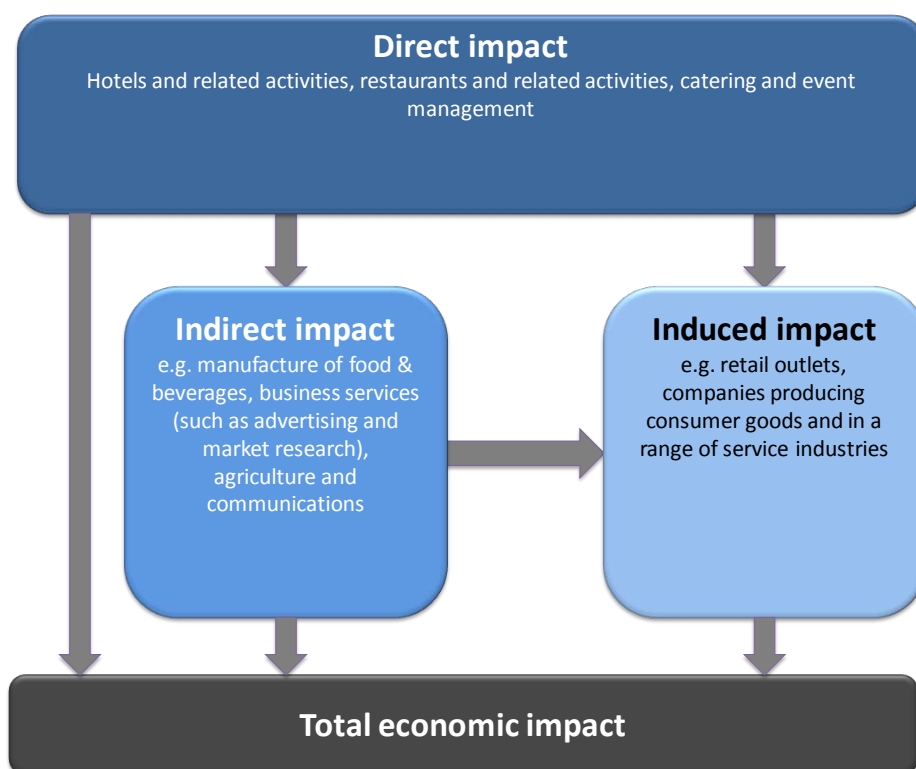 Direct impact
Hotels and related activities, restaurants and related activities, catering and event
management
Indirect impact
e.g. manufacture of food &
beverages, business services
(such as advertising and
market research),
agriculture and
communications
Induced impact
e.g. retail outlets,
companies producing
consumer goods and in a
range of service industries
Total economic impact